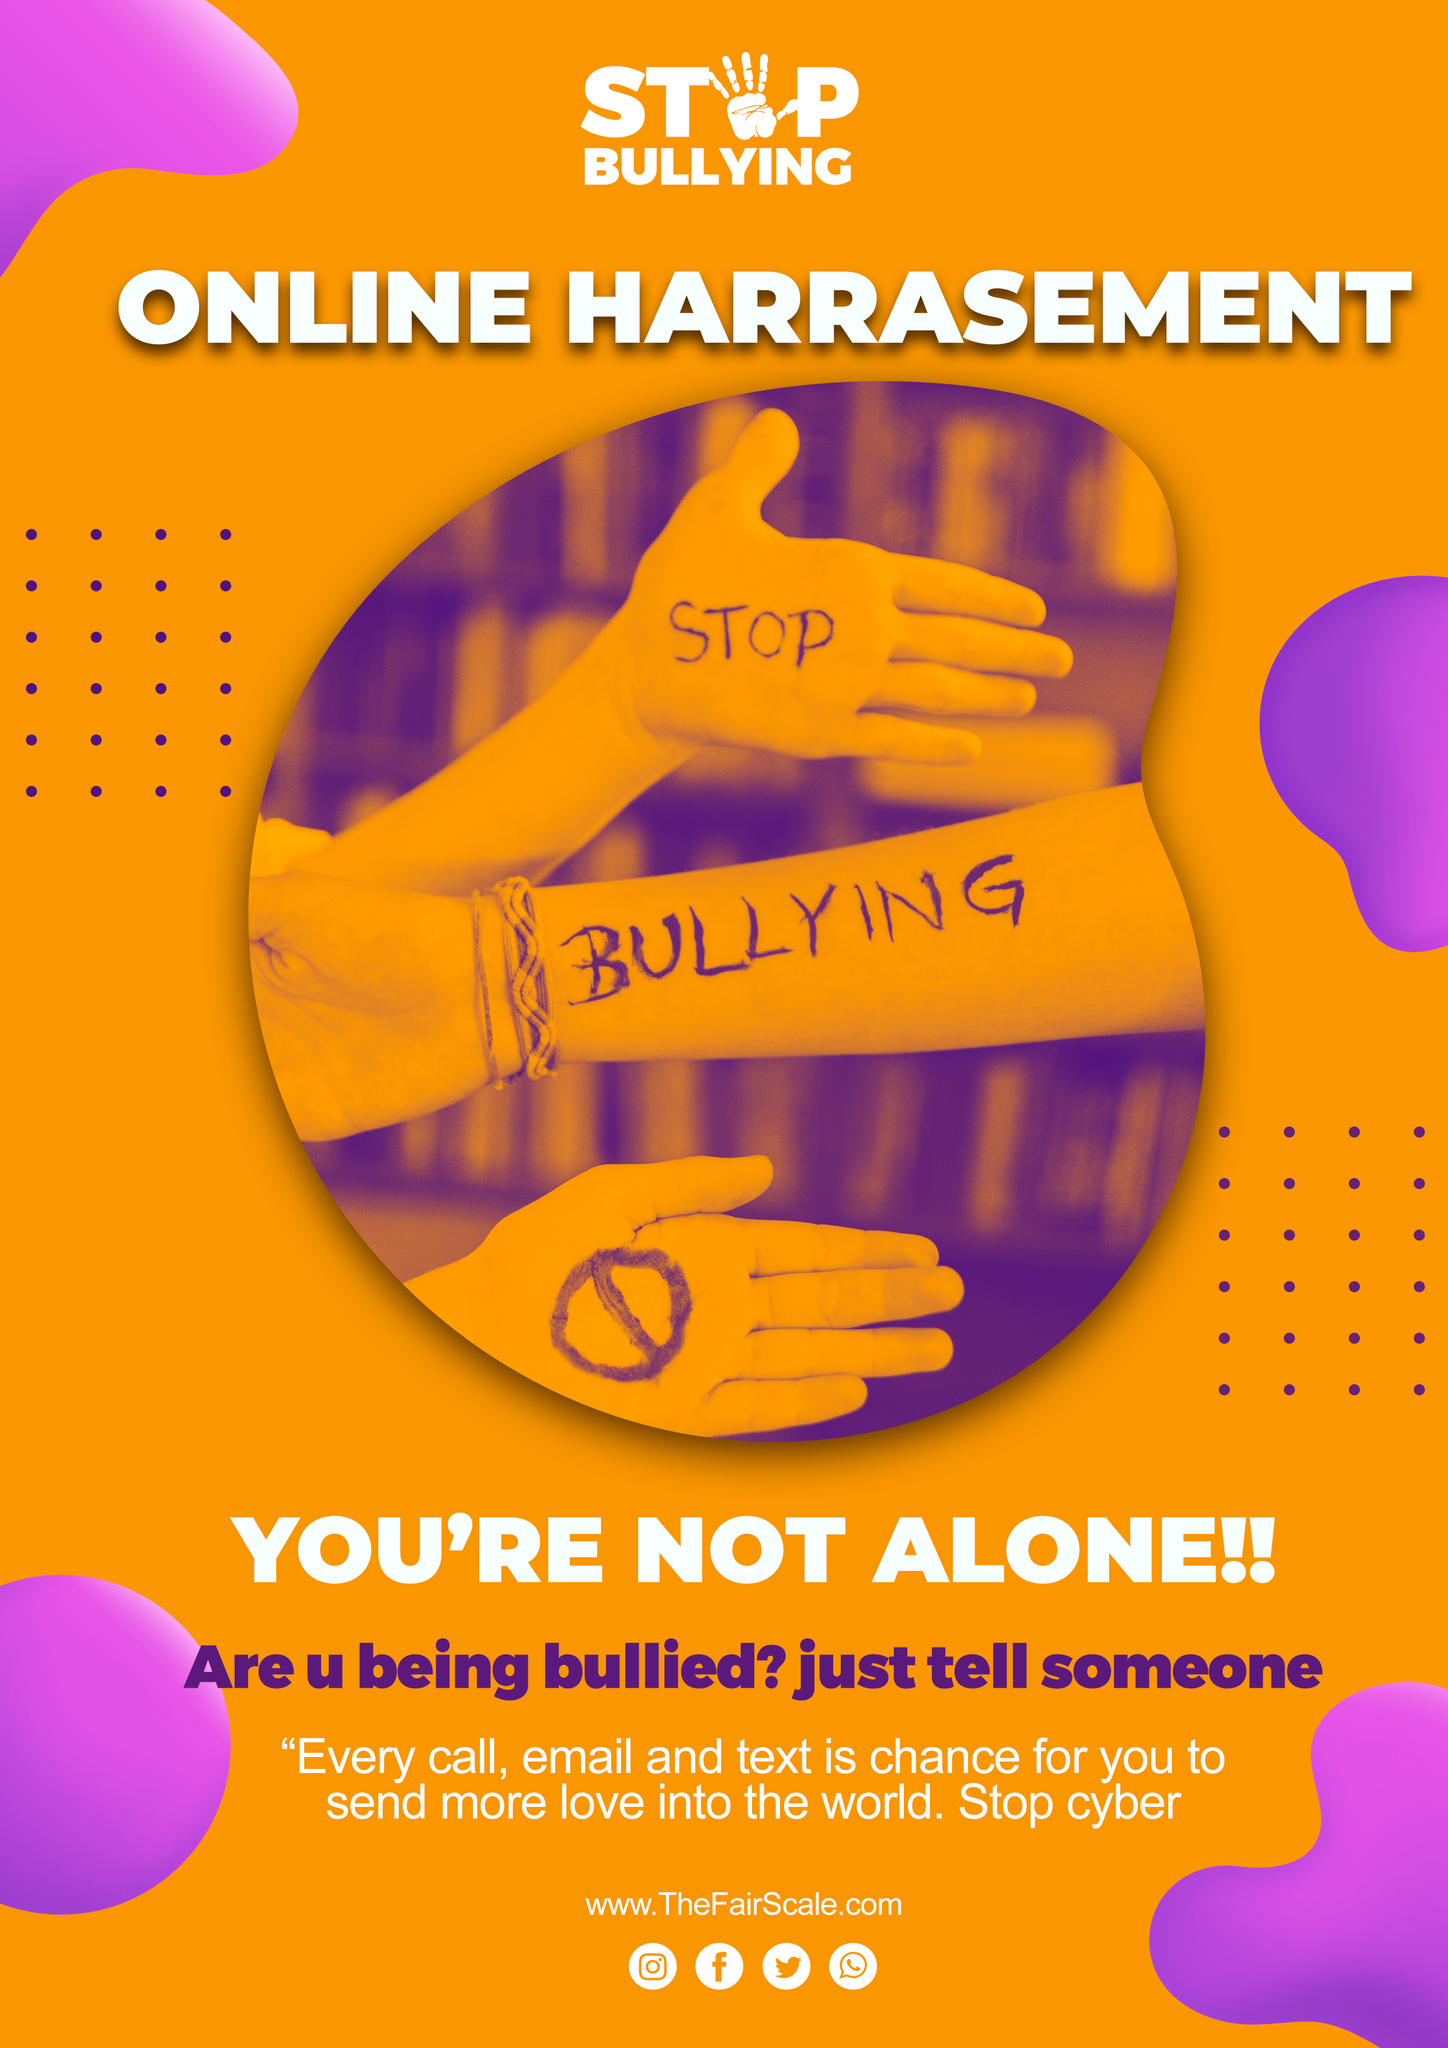 STOP
BULLYING
ONLINE HARRASEMENT
STOP
BULLYING
YOU'RE NOT ALONE!!
Are u being bullied? just tell someone
“Every call, email and text is chance for you to
send more love into the world. Stop cyber
www.TheFairScale.com